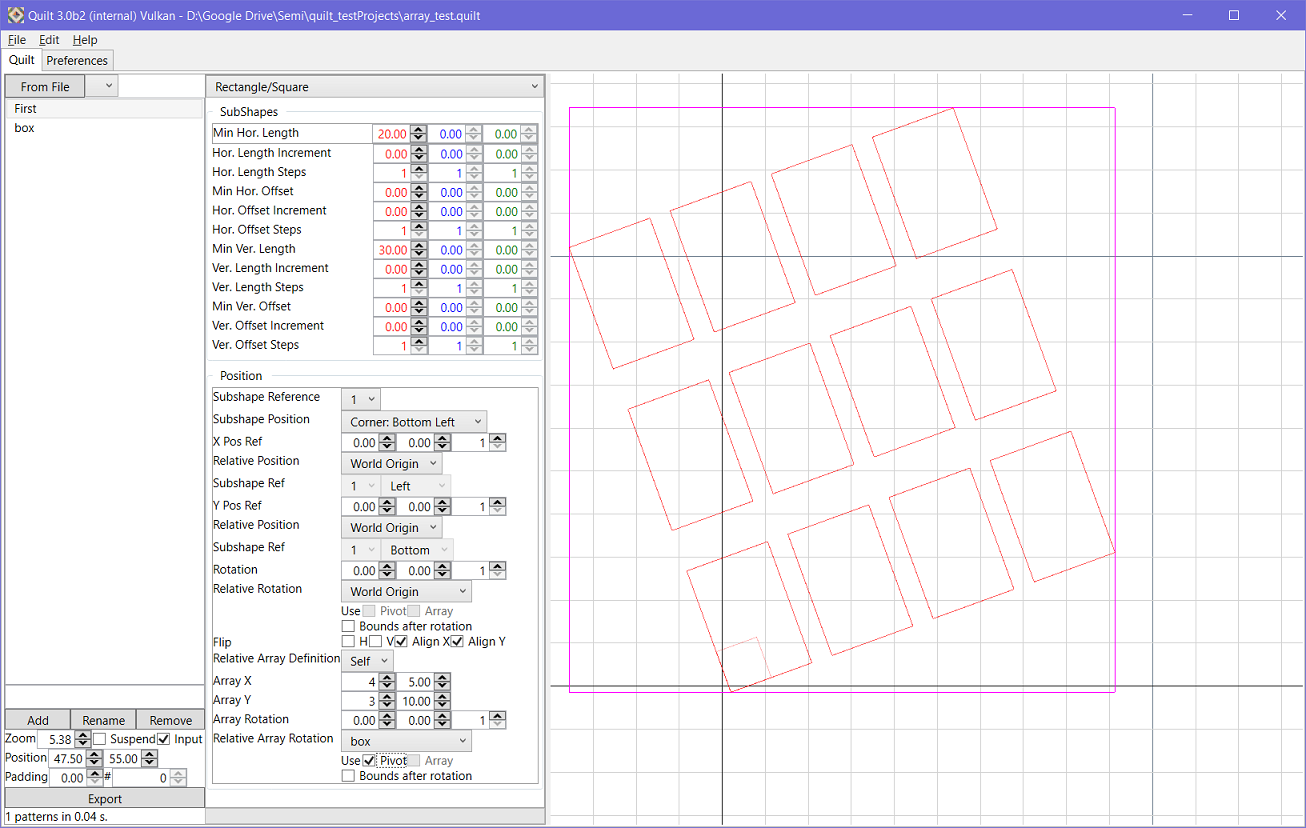 Quilt 3.0b2 (internal) Vulkan - D:\Google Drive\Semi\quilt_testProjects\array_test.quilt
File Edit Help
Quilt Preferences
From File
First
box
Rectangle/Square
SubShapes
Min Hor. Length 20.00 0.00 0.00
Hor. Length Increment 0.00 0.00 0.00
Hor. Length Steps 1 1 1
Min Hor. Offset 0.00 0.00 0.00
Hor. Offset Increment 0.00 0.00 0.00
Hor. Offset Steps 1 1 1
Min Ver. Length 30.00 0.00 0.00
Ver. Length Increment 0.00 0.00 0.00
Ver. Length Steps 1 1 1
Min Ver. Offset 0.00 0.00 0.00
Ver. Offset Increment 0.00 0.00 0.00
Ver. Offset Steps 1 1 1
Position
Subshape Reference 1
Subshape Position Corner: Bottom Left
X Pos Ref 0.00 0.00 1
Relative Position World Origin
Subshape Ref 1 Left
Y Pos Ref 0.00 0.00 1
Relative Position World Origin
Subshape Ref 1 Bottom
Rotation 0.00 0.00 1
Relative Rotation World Origin
Use Pivot Array
Bounds after rotation
Flip H V Align X Align Y
Relative Array Definition Self
Array X 4 5.00
Array Y 3 10.00
Array Rotation 0.00 0.00 1
Relative Array Rotation box
Use Pivot Array
Bounds after rotation
Add Rename Remove
Zoom 5.38 Suspend Input
Position 47.50 55.00
Padding 0.00 # 0
Export
1 patterns in 0.04 s.